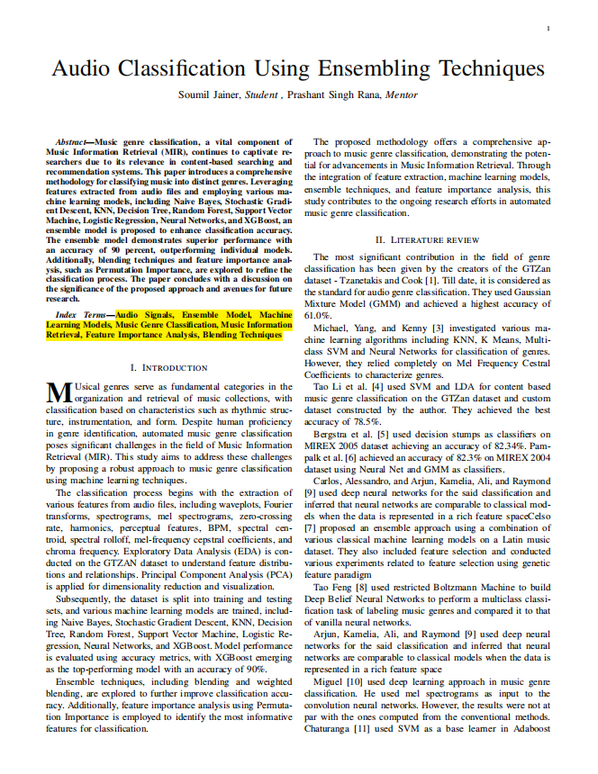 1
Audio Classification Using Ensembling Techniques
Soumil Jainer, Student , Prashant Singh Rana, Mentor
Abstract—Music genre classification, a vital component of
Music Information Retrieval (MIR), continues to captivate re-
searchers due to its relevance in content-based searching and
recommendation systems. This paper introduces a comprehensive
methodology for classifying music into distinct genres. Leveraging
features extracted from audio files and employing various ma-
chine learning models, including Naive Bayes, Stochastic Gradi-
ent Descent, KNN, Decision Tree, Random Forest, Support Vector
Machine, Logistic Regression, Neural Networks, and XGBoost, an
ensemble model is proposed to enhance classification accuracy.
The ensemble model demonstrates superior performance with
an accuracy of 90 percent, outperforming individual models.
Additionally, blending techniques and feature importance anal-
ysis, such as Permutation Importance, are explored to refine the
classification process. The paper concludes with a discussion on
the significance of the proposed approach and avenues for future
research.
Index Terms—Audio Signals, Ensemble Model, Machine
Learning Models, Music Genre Classification, Music Information
Retrieval, Feature Importance Analysis, Blending Techniques
I. Introduction
MUsical genres serve as fundamental categories in the
organization and retrieval of music collections, with
classification based on characteristics such as rhythmic struc-
ture, instrumentation, and form. Despite human proficiency
in genre identification, automated music genre classification
poses significant challenges in the field of Music Information
Retrieval (MIR). This study aims to address these challenges
by proposing a robust approach to music genre classification
using machine learning techniques.
The classification process begins with the extraction of
various features from audio files, including waveplots, Fourier
transforms, spectrograms, mel spectrograms, zero-crossing
rate, harmonics, perceptual features, BPM, spectral cen-
troid, spectral rolloff, mel-frequency cepstral coefficients, and
chroma frequency. Exploratory Data Analysis (EDA) is con-
ducted on the GTZAN dataset to understand feature distribu-
tions and relationships. Principal Component Analysis (PCA)
is applied for dimensionality reduction and visualization.
Subsequently, the dataset is split into training and testing
sets, and various machine learning models are trained, includ-
ing Naive Bayes, Stochastic Gradient Descent, KNN, Decision
Tree, Random Forest, Support Vector Machine, Logistic Re-
gression, Neural Networks, and XGBoost. Model performance
is evaluated using accuracy metrics, with XGBoost emerging
as the top-performing model with an accuracy of 90%.
Ensemble techniques, including blending and weighted
blending, are explored to further improve classification accu-
racy. Additionally, feature importance analysis using Permuta-
tion Importance is employed to identify the most informative
features for classification.
The proposed methodology offers a comprehensive ap-
proach to music genre classification, demonstrating the poten-
tial for advancements in Music Information Retrieval. Through
the integration of feature extraction, machine learning models,
ensemble techniques, and feature importance analysis, this
study contributes to the ongoing research efforts in automated
music genre classification.
II. Literature review
The most significant contribution in the field of genre
classification has been given by the creators of the GTZan
dataset - Tzanetakis and Cook [1]. Till date, it is considered as
the standard for audio genre classification. They used Gaussian
Mixture Model (GMM) and achieved a highest accuracy of
61.0%.
Michael, Yang, and Kenny [3] investigated various ma-
chine learning algorithms including KNN, K Means, Multi-
class SVM and Neural Networks for classification of genres.
However, they relied completely on Mel Frequency Cestral
Coefficients to characterize genres.
Tao Li et al. [4] used SVM and LDA for content based
music genre classification on the GTZan dataset and custom
dataset constructed by the author. They achieved the best
accuracy of 78.5%.
Bergstra et al. [5] used decision stumps as classifiers on
MIREX 2005 dataset achieving an accuracy of 82.34%. Pam-
palk et al. [6] achieved an accuracy of 82.3% on MIREX 2004
dataset using Neural Net and GMM as classifiers.
Carlos, Alessandro, and Arjun, Kamelia, Ali, and Raymond
[9] used deep neural networks for the said classification and
inferred that neural networks are comparable to classical mod-
els when the data is represented in a rich feature spaceCelso
[7] proposed an ensemble approach using a combination of
various classical machine learning models on a Latin music
dataset. They also included feature selection and conducted
various experiments related to feature selection using genetic
feature paradigm
Tao Feng [8] used restricted Boltzmann Machine to build
Deep Belief Neural Networks to perform a multiclass classi-
fication task of labeling music genres and compared it to that
of vanilla neural networks.
Arjun, Kamelia, Ali, and Raymond [9] used deep neural
networks for the said classification and inferred that neural
networks are comparable to classical models when the data is
represented in a rich feature space
Miguel [10] used deep learning approach in music genre
classification. He used mel spectrograms as input to the
convolution neural networks. However, the results were not at
par with the ones computed from the conventional methods.
Chaturanga [11] used SVM as a base learner in Adaboost